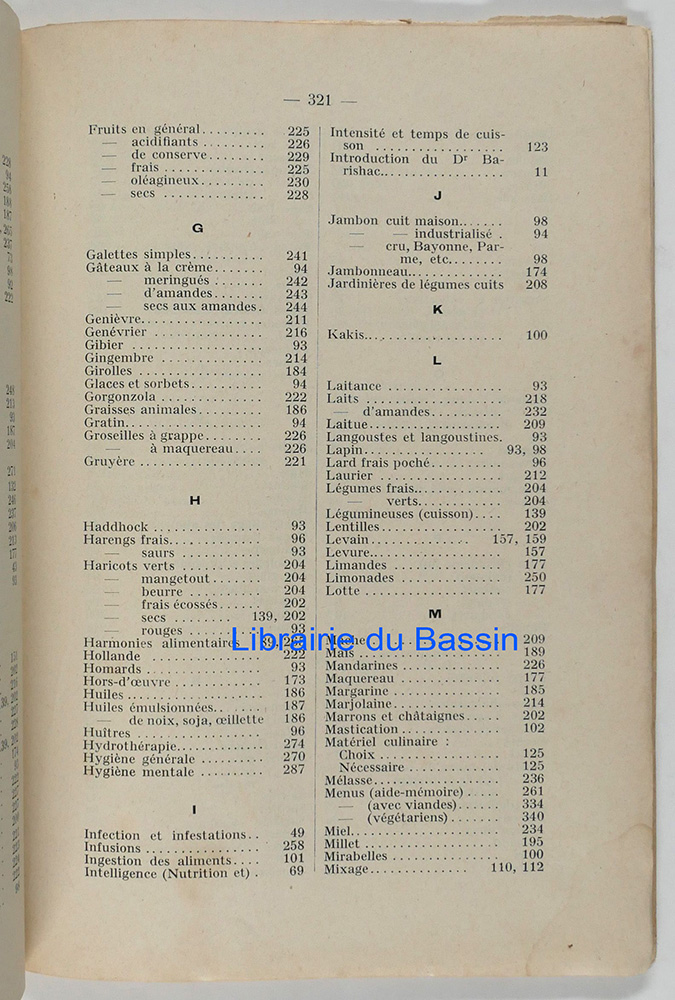 — 321 —
Fruits en général......... 225
— acidifiants ......... 226
— de conserve........ 229
— frais ............. 225
— oléagineux......... 230
— secs ............. 228
G
Galettes simples.......... 241
Gâteaux à la crème....... 94
— meringués ....... 242
— d'amandes....... 243
— secs aux amandes. 244
Genièvre................. 211
Genévrier ............... 216
Gibier .................. 93
Gingembre .............. 214
Girolles ................. 184
Glaces et sorbets.......... 94
Gorgonzola .............. 222
Graisses animales......... 186
Gratin................... 94
Groseilles à grappe........ 226
— à maquereau.... 226
Gruyère ................. 221
H
Haddhock ............... 93
Harengs frais............. 96
— saurs ............ 93
Haricots verts ............ 204
— mangetout....... 204
— beurre .......... 204
— frais écossés...... 202
— secs ........ 139, 202
— rouges .......... 93
Harmonies alimentaires
Hollande ................ 222
Homards ................ 93
Hors-d'œuvre ............ 173
Huiles ................... 186
Huiles émulsionnées....... 187
— de noix, soja, œillette 186
Huîtres ................. 96
Hydrothérapie............. 274
Hygiène générale ......... 270
Hygiène mentale ......... 287
I
Infection et infestations.. 49
Infusions ................ 258
Ingestion des aliments.... 101
Intelligence (Nutrition et) . 69
Intensité et temps de cuis-
son .................. 123
Introduction du Dr Ba-
rishac.................. 11
J
Jambon cuit maison....... 98
— — industrialisé . 94
— cru, Bayonne, Par-
me, etc........ 98
Jambonneau.............. 174
Jardinières de légumes cuits 208
K
Kakis.................... 100
L
Laitance ................ 93
Laits ................... 218
— d'amandes.......... 232
Laitue................... 209
Langoustes et langoustines. 93
Lapin................. 93, 98
Lard frais poché.......... 96
Laurier ................. 212
Légumes frais............. 204
— verts............ 204
Légumineuses (cuisson).... 139
Lentilles................. 202
Levain.............. 157, 159
Levure................... 157
Limandes ............... 177
Limonades .............. 250
Lotte ................... 177
M
Mâche 209
Maïs ................... 189
Mandarines .............. 226
Maquereau .............. 177
Margarine ............... 185
Marjolaine............... 214
Marrons et châtaignes..... 202
Mastication .............. 102
Matériel culinaire :
Choix ................. 125
Nécessaire ............. 125
Mélasse.................. 236
Menus (aide-mémoire) ..... 261
— (avec viandes)...... 334
— (végétariens) ....... 340
Miel..................... 234
Millet ................... 195
Mirabelles ............... 100
Mixage.............. 110, 112
Librairie du Bassin